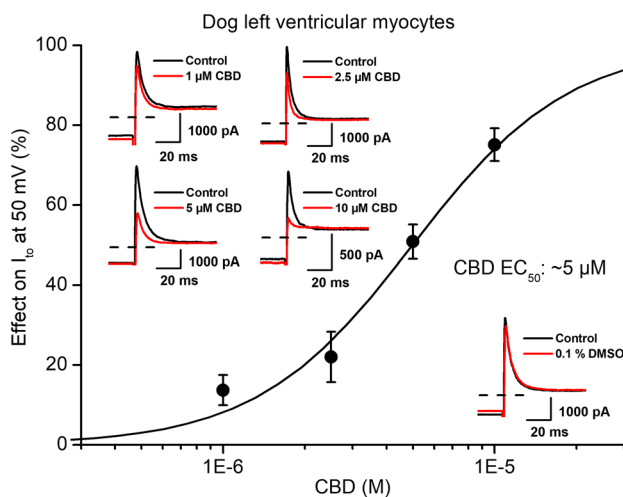 Dog left ventricular myocytes
Effect on Ito at 50 mV (%)
100
80
60
40
20
0
Control
1 µM CBD
1000 pA
20 ms
Control
2.5 µM CBD
1000 pA
20 ms
Control
5 µM CBD
1000 pA
20 ms
Control
10 µM CBD
500 pA
20 ms
CBD EC50: ~5 µM
Control
0.1 % DMSO
1000 pA
20 ms
1E-6
1E-5
CBD (M)